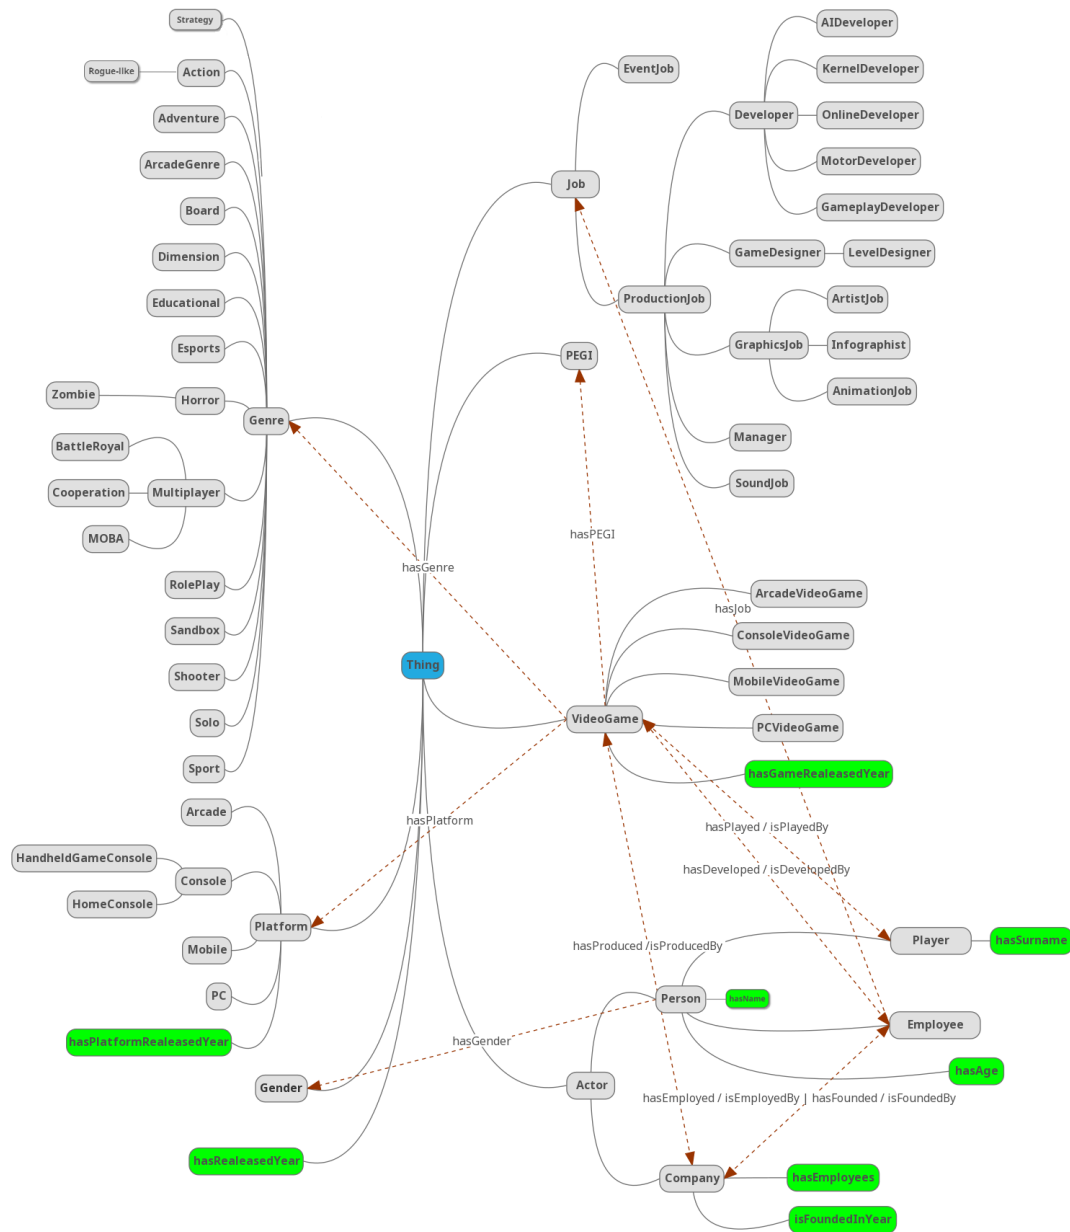 Strategy
Rogue-like
Action
Adventure
ArcadeGenre
Board
Dimension
Educational
Esports
Zombie
Horror
Genre
BattleRoyal
Cooperation
Multiplayer
MOBA
RolePlay
Sandbox
Shooter
Solo
Sport
Arcade
HandheldGameConsole
Console
HomeConsole
Platform
Mobile
PC
hasPlatformRealeasedYear
Gender
hasRealeasedYear
hasGenre
Thing
hasPlatform
hasGender
EventJob
Job
ProductionJob
PEGI
hasPEGI
AIDeveloper
KernelDeveloper
Developer
OnlineDeveloper
MotorDeveloper
GameplayDeveloper
GameDesigner
LevelDesigner
ArtistJob
GraphicsJob
Infographist
AnimationJob
Manager
SoundJob
hasJob
ArcadeVideoGame
ConsoleVideoGame
MobileVideoGame
VideoGame
PCVideoGame
hasGameRealeasedYear
hasPlayed / isPlayedBy
hasDeveloped / isDevelopedBy
hasProduced /isProducedBy
Player
hasSurname
Person
hasName
Employee
hasAge
Actor
hasEmployed / isEmployedBy | hasFounded / isFoundedBy
Company
hasEmployees
isFoundedInYear